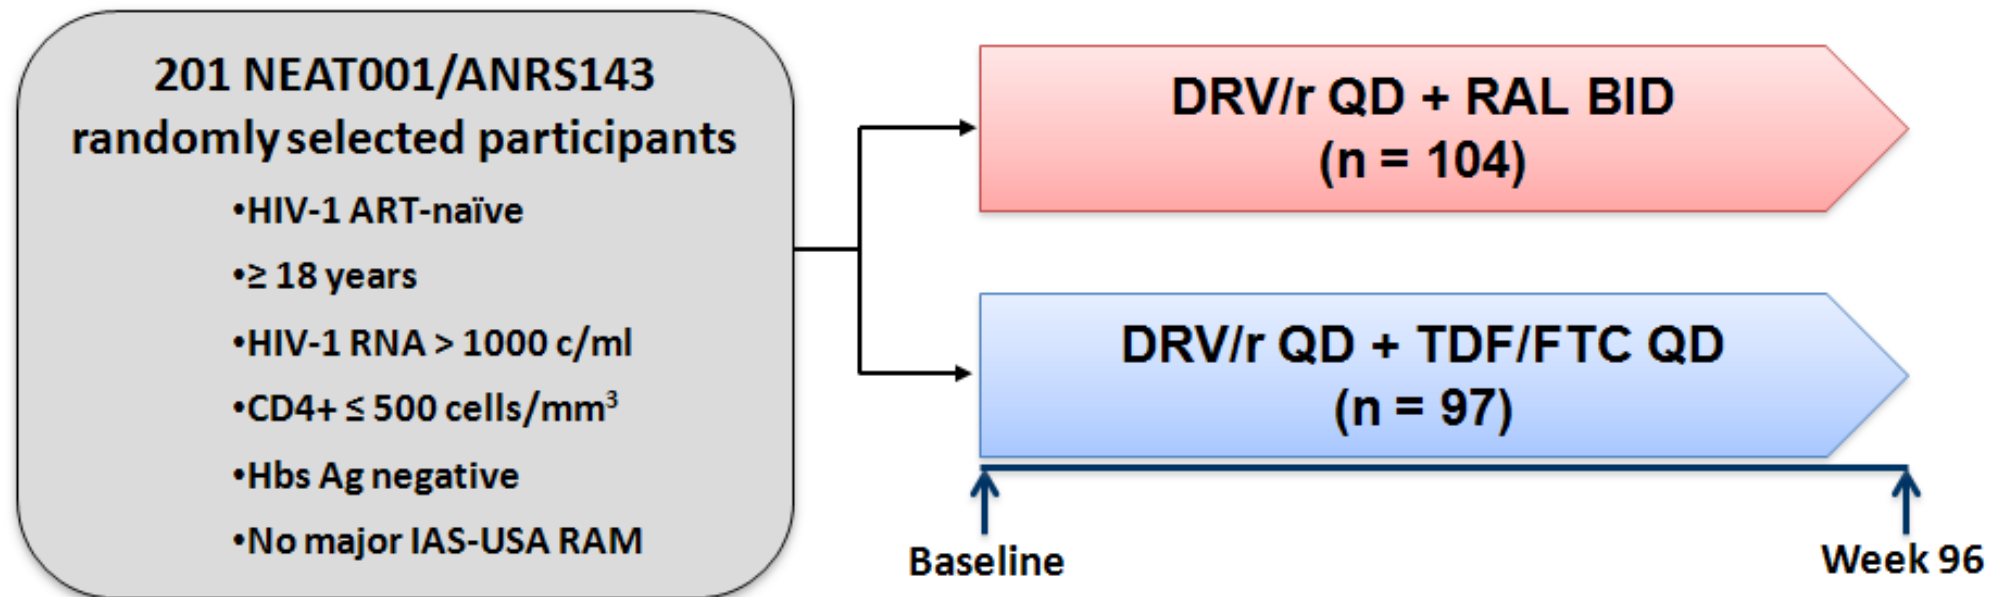 201 NEAT001/ANRS143
randomly selected participants
•HIV-1 ART-naïve
•≥ 18 years
•HIV-1 RNA > 1000 c/ml
•CD4+ ≤ 500 cells/mm³
•Hbs Ag negative
•No major IAS-USA RAM
DRV/r QD + RAL BID
(n = 104)
DRV/r QD + TDF/FTC QD
(n = 97)
Baseline
Week 96